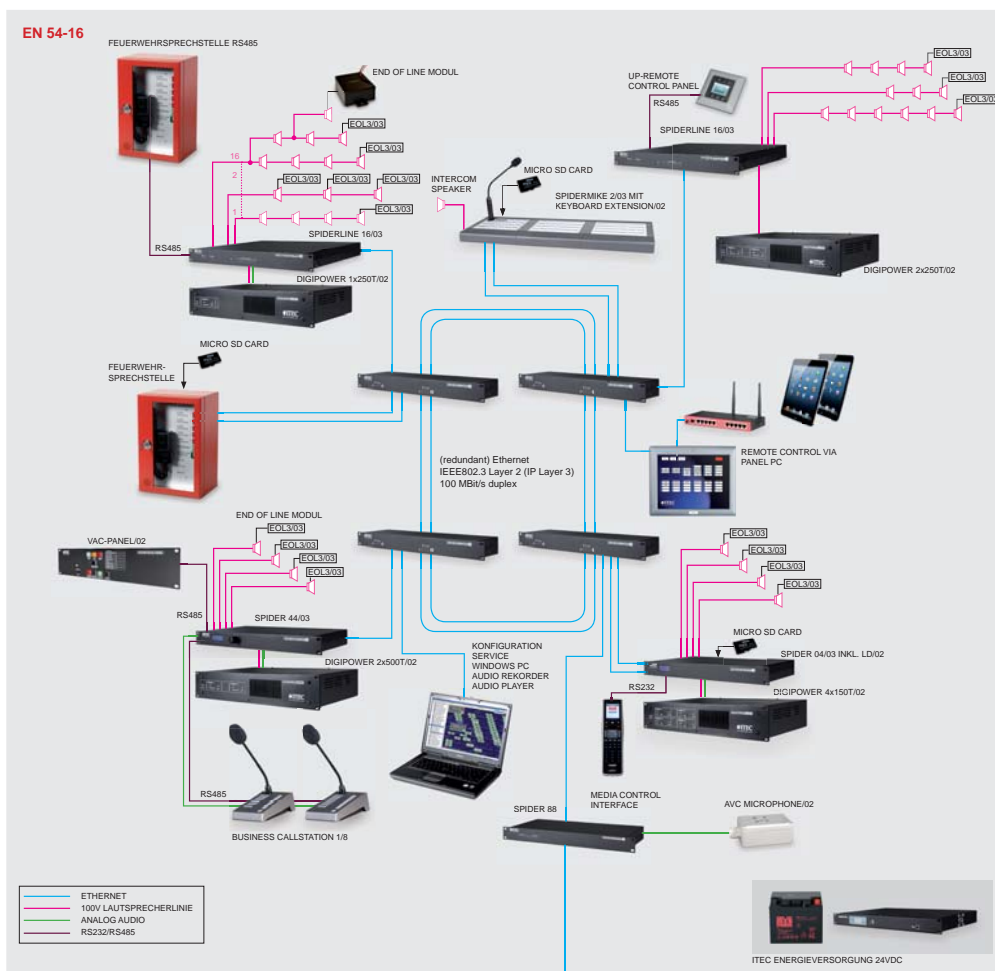 EN 54-16
FEUERWEHRSPRECHSTELLE RS485
END OF LINE MODUL
EOL3/03
16
EOL3/03
2
EOL3/03
EOL3/03
EOL3/03
1
EOL3/03
SPIDERLINE 16/03
RS485
DIGIPOWER 1x250T/02
UP-REMOTE
CONTROL PANEL
RS485
SPIDERLINE 16/03
EOL3/03
EOL3/03
EOL3/03
INTERCOM
SPEAKER
MICRO SD CARD
SPIDERMIKE 2/03 MIT
KEYBOARD EXTENSION/02
DIGIPOWER 2x250T/02
MICRO SD CARD
FEUERWEHR-
SPRECHSTELLE
(redundant) Ethernet
IEEE802.3 Layer 2 (IP Layer 3)
100 MBit/s duplex
REMOTE CONTROL VIA
PANEL PC
END OF LINE MODUL
EOL3/03
EOL3/03
EOL3/03
EOL3/03
VAC-PANEL/02
RS485
SPIDER 44/03
DIGIPOWER 2x500T/02
RS485
BUSINESS CALLSTATION 1/8
KONFIGURATION
SERVICE
WINDOWS PC
AUDIO REKORDER
AUDIO PLAYER
EOL3/03
EOL3/03
EOL3/03
EOL3/03
MICRO SD CARD
SPIDER 04/03 INKL. LD/02
RS232
DIGIPOWER 4x150T/02
MEDIA CONTROL
INTERFACE
SPIDER 88
AVC MICROPHONE/02
ETHERNET
100V LAUTSPRECHERLINIE
ANALOG AUDIO
RS232/RS485
ITEC ENERGIEVERSORGUNG 24VDC